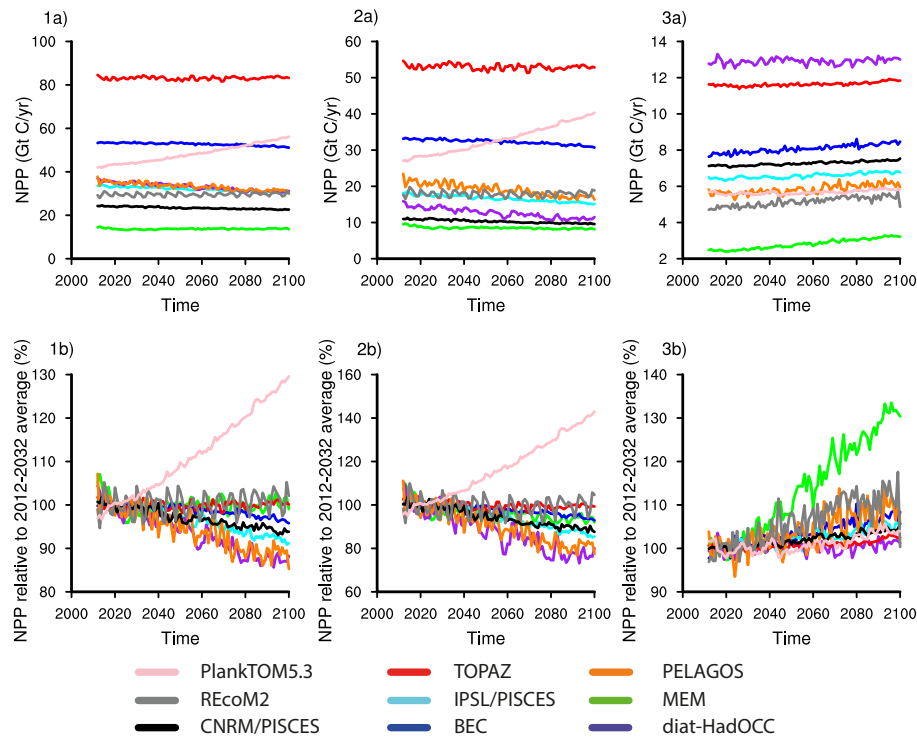 1a)
2a)
3a)
NPP (Gt C/yr)
100
80
60
40
20
0
2000 2020 2040 2060 2080 2100
Time
NPP (Gt C/yr)
60
50
40
30
20
10
0
2000 2020 2040 2060 2080 2100
Time
NPP (Gt C/yr)
14
12
10
8
6
4
2
2000 2020 2040 2060 2080 2100
Time
1b)
2b)
3b)
NPP relative to 2012-2032 average (%)
130
120
110
100
90
80
2000 2020 2040 2060 2080 2100
Time
NPP relative to 2012-2032 average (%)
160
140
120
100
80
60
2000 2020 2040 2060 2080 2100
Time
NPP relative to 2012-2032 average (%)
140
130
120
110
100
90
2000 2020 2040 2060 2080 2100
Time
PlankTOM5.3
TOPAZ
PELAGOS
REcoM2
IPSL/PISCES
MEM
CNRM/PISCES
BEC
diat-HadOCC